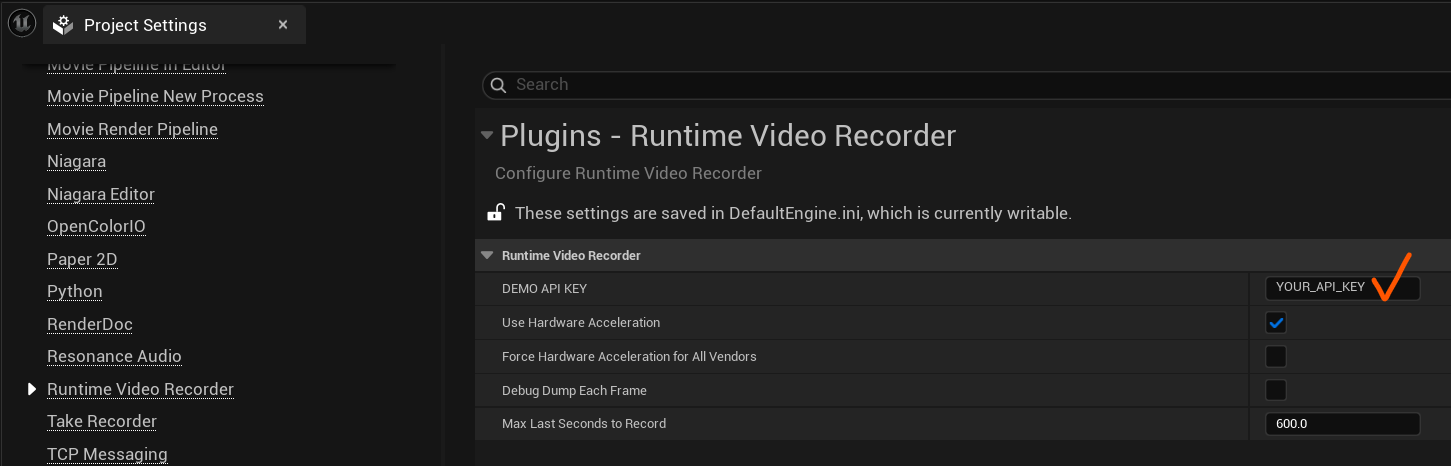 Project Settings
Movie Pipeline In Editor
Movie Pipeline New Process
Movie Render Pipeline
Niagara
Niagara Editor
OpenColorIO
Paper 2D
Python
RenderDoc
Resonance Audio
Runtime Video Recorder
Take Recorder
TCP Messaging
Search
Plugins - Runtime Video Recorder
Configure Runtime Video Recorder
These settings are saved in DefaultEngine.ini, which is currently writable.
Runtime Video Recorder
DEMO API KEY YOUR_API_KEY
Use Hardware Acceleration
Force Hardware Acceleration for All Vendors
Debug Dump Each Frame
Max Last Seconds to Record 600.0